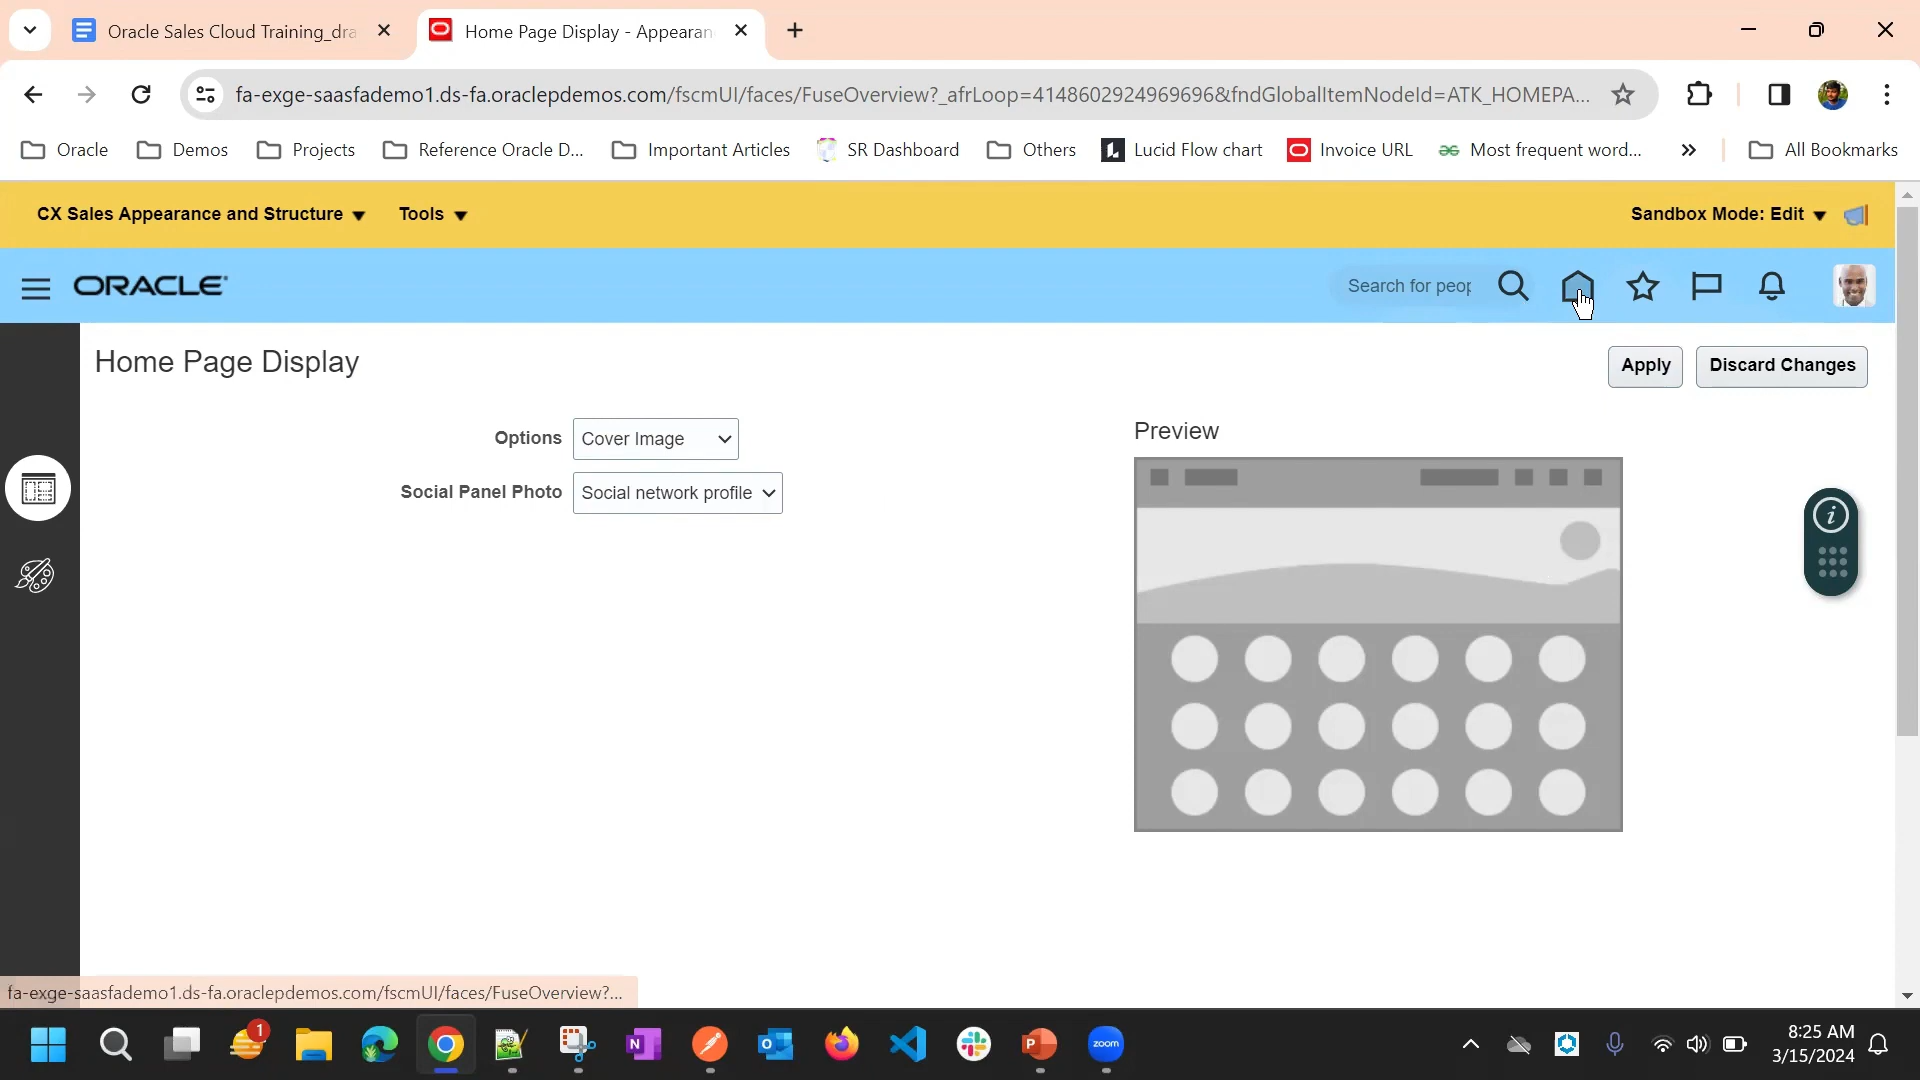 Oracle Sales Cloud Training_dra
Home Page Display - Appearan
fa-exge-saasfademo1.ds-fa.oraclepdemos.com/fscmUI/faces/FuseOverview?_afrLoop=4148602924969696&fndGlobalItemNodeId=ATK_HOMEPA...
Oracle Demos Projects Reference Oracle D... Important Articles SR Dashboard Others Lucid Flow chart Invoice URL Most frequent word... » All Bookmarks
CX Sales Appearance and Structure Tools Sandbox Mode: Edit
ORACLE Search for peop
Home Page Display Apply Discard Changes
Options Cover Image
Preview
Social Panel Photo Social network profile
fa-exge-saasfademo1.ds-fa.oraclepdemos.com/fscmUI/faces/FuseOverview?...
1
zoom
8:25 AM
3/15/2024